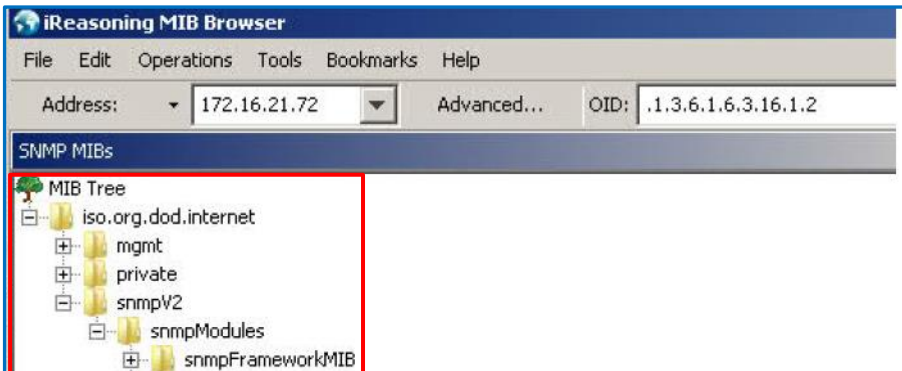 iReasoning MIB Browser
File Edit Operations Tools Bookmarks Help
Address: 172.16.21.72 Advanced... OID: .1.3.6.1.6.3.16.1.2
SNMP MIBs
MIB Tree
iso.org.dod.internet
mgmt
private
snmpV2
snmpModules
snmpFrameworkMIB